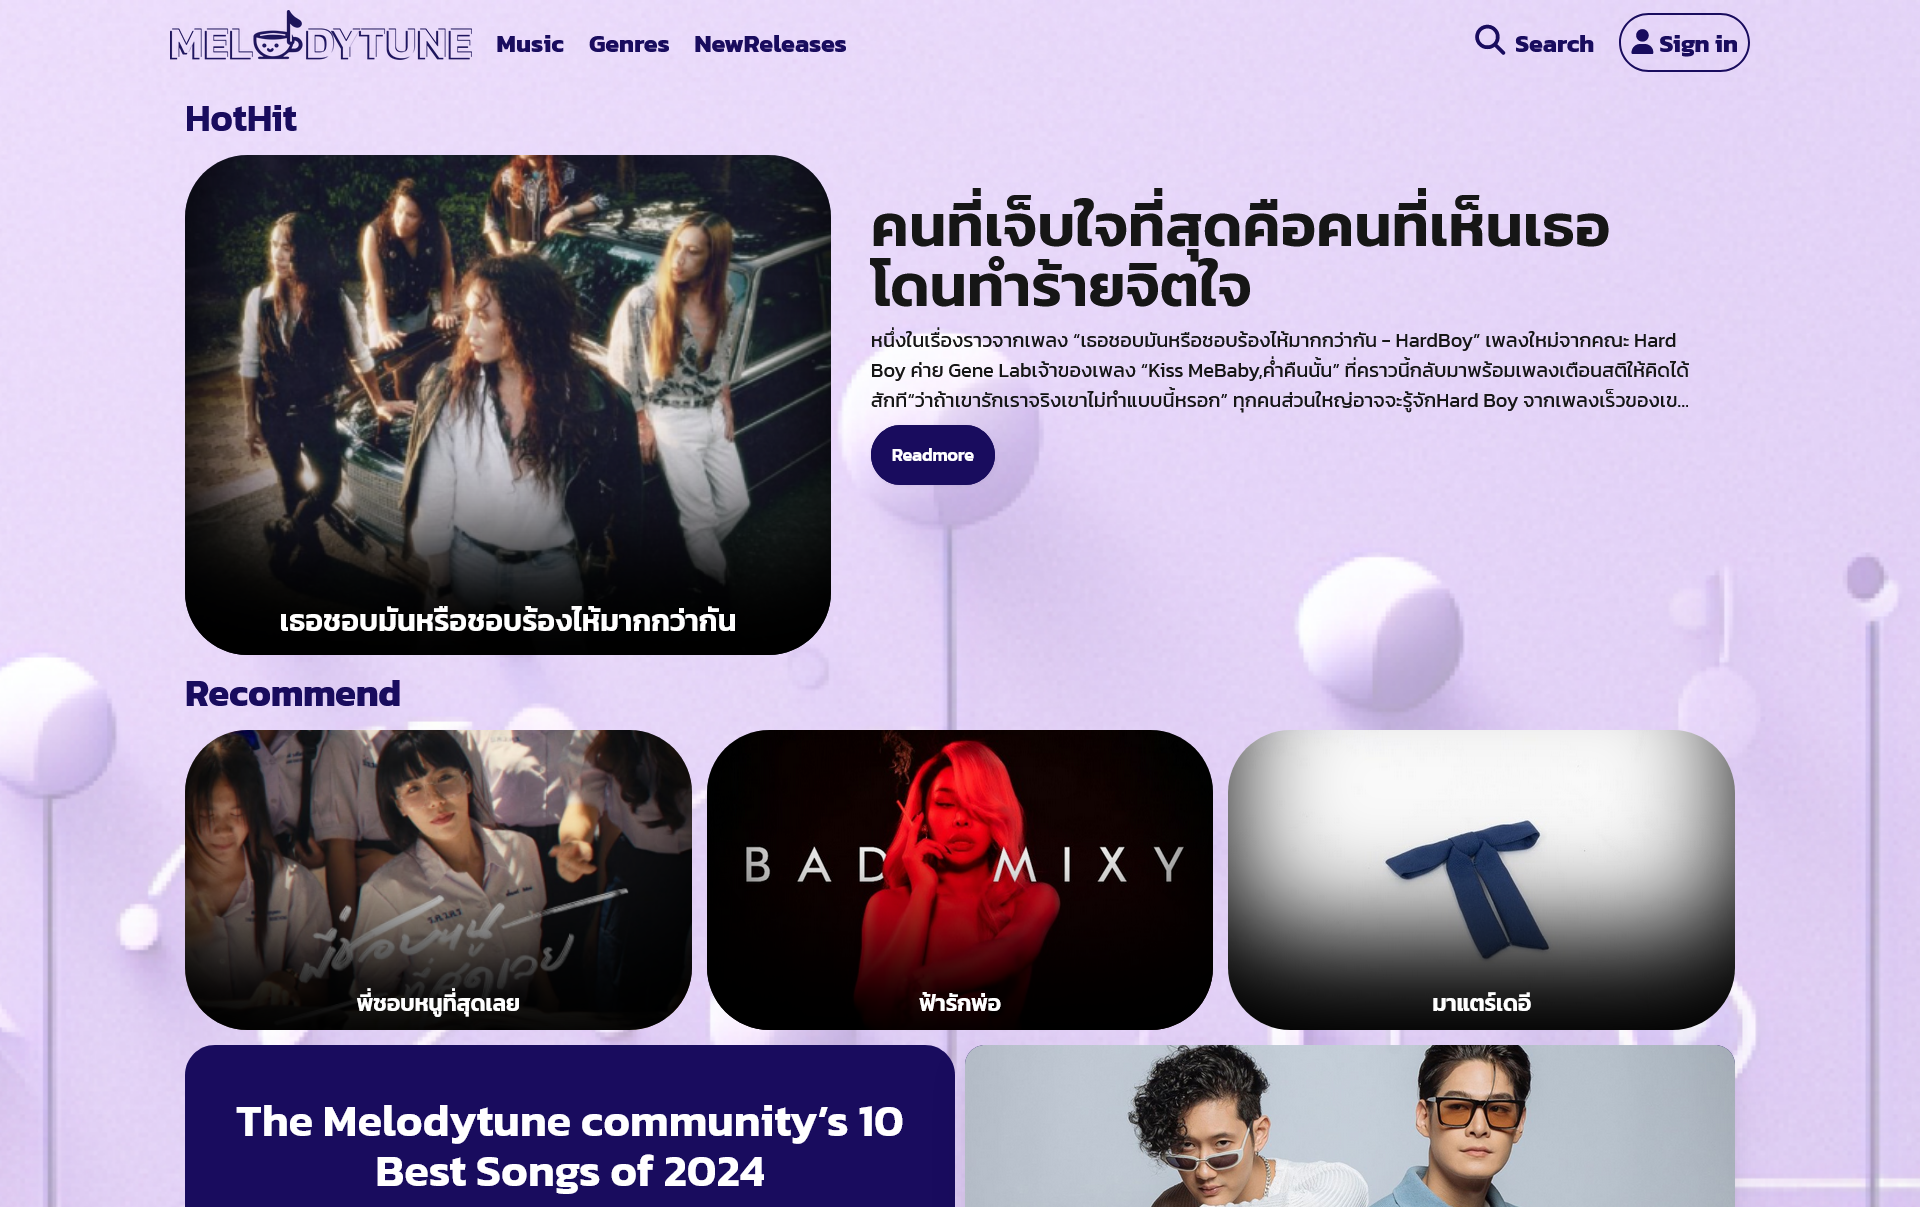 MELODYTUNE
Music
Genres
NewReleases
Search
Sign in
HotHit
เธอชอบมันหรือชอบร้องไห้มากกว่ากัน
คนที่เจ็บใจที่สุดคือคนที่เห็นเธอ
โดนทำร้ายจิตใจ
หนึ่งในเรื่องราวจากเพลง “เธอชอบมันหรือชอบร้องไห้มากกว่ากัน - HardBoy” เพลงใหม่จากคณะ Hard
Boy ค่าย Gene Labเจ้าของเพลง “Kiss MeBaby,ค่ำคืนนั้น” ที่คราวนี้กลับมาพร้อมเพลงเตือนสติให้คิดได้
สักที“ว่าถ้าเขารักเราจริงเขาไม่ทำแบบนี้หรอก” ทุกคนส่วนใหญ่อาจจะรู้จักHard Boy จากเพลงเร็วของเข...
Readmore
Recommend
พี่ชอบหนู
ที่สุดเลย
พี่ชอบหนูที่สุดเลย
BAD MIXY
ฟ้ารักพ่อ
มาแตร์เดอี
The Melodytune community’s 10
Best Songs of 2024